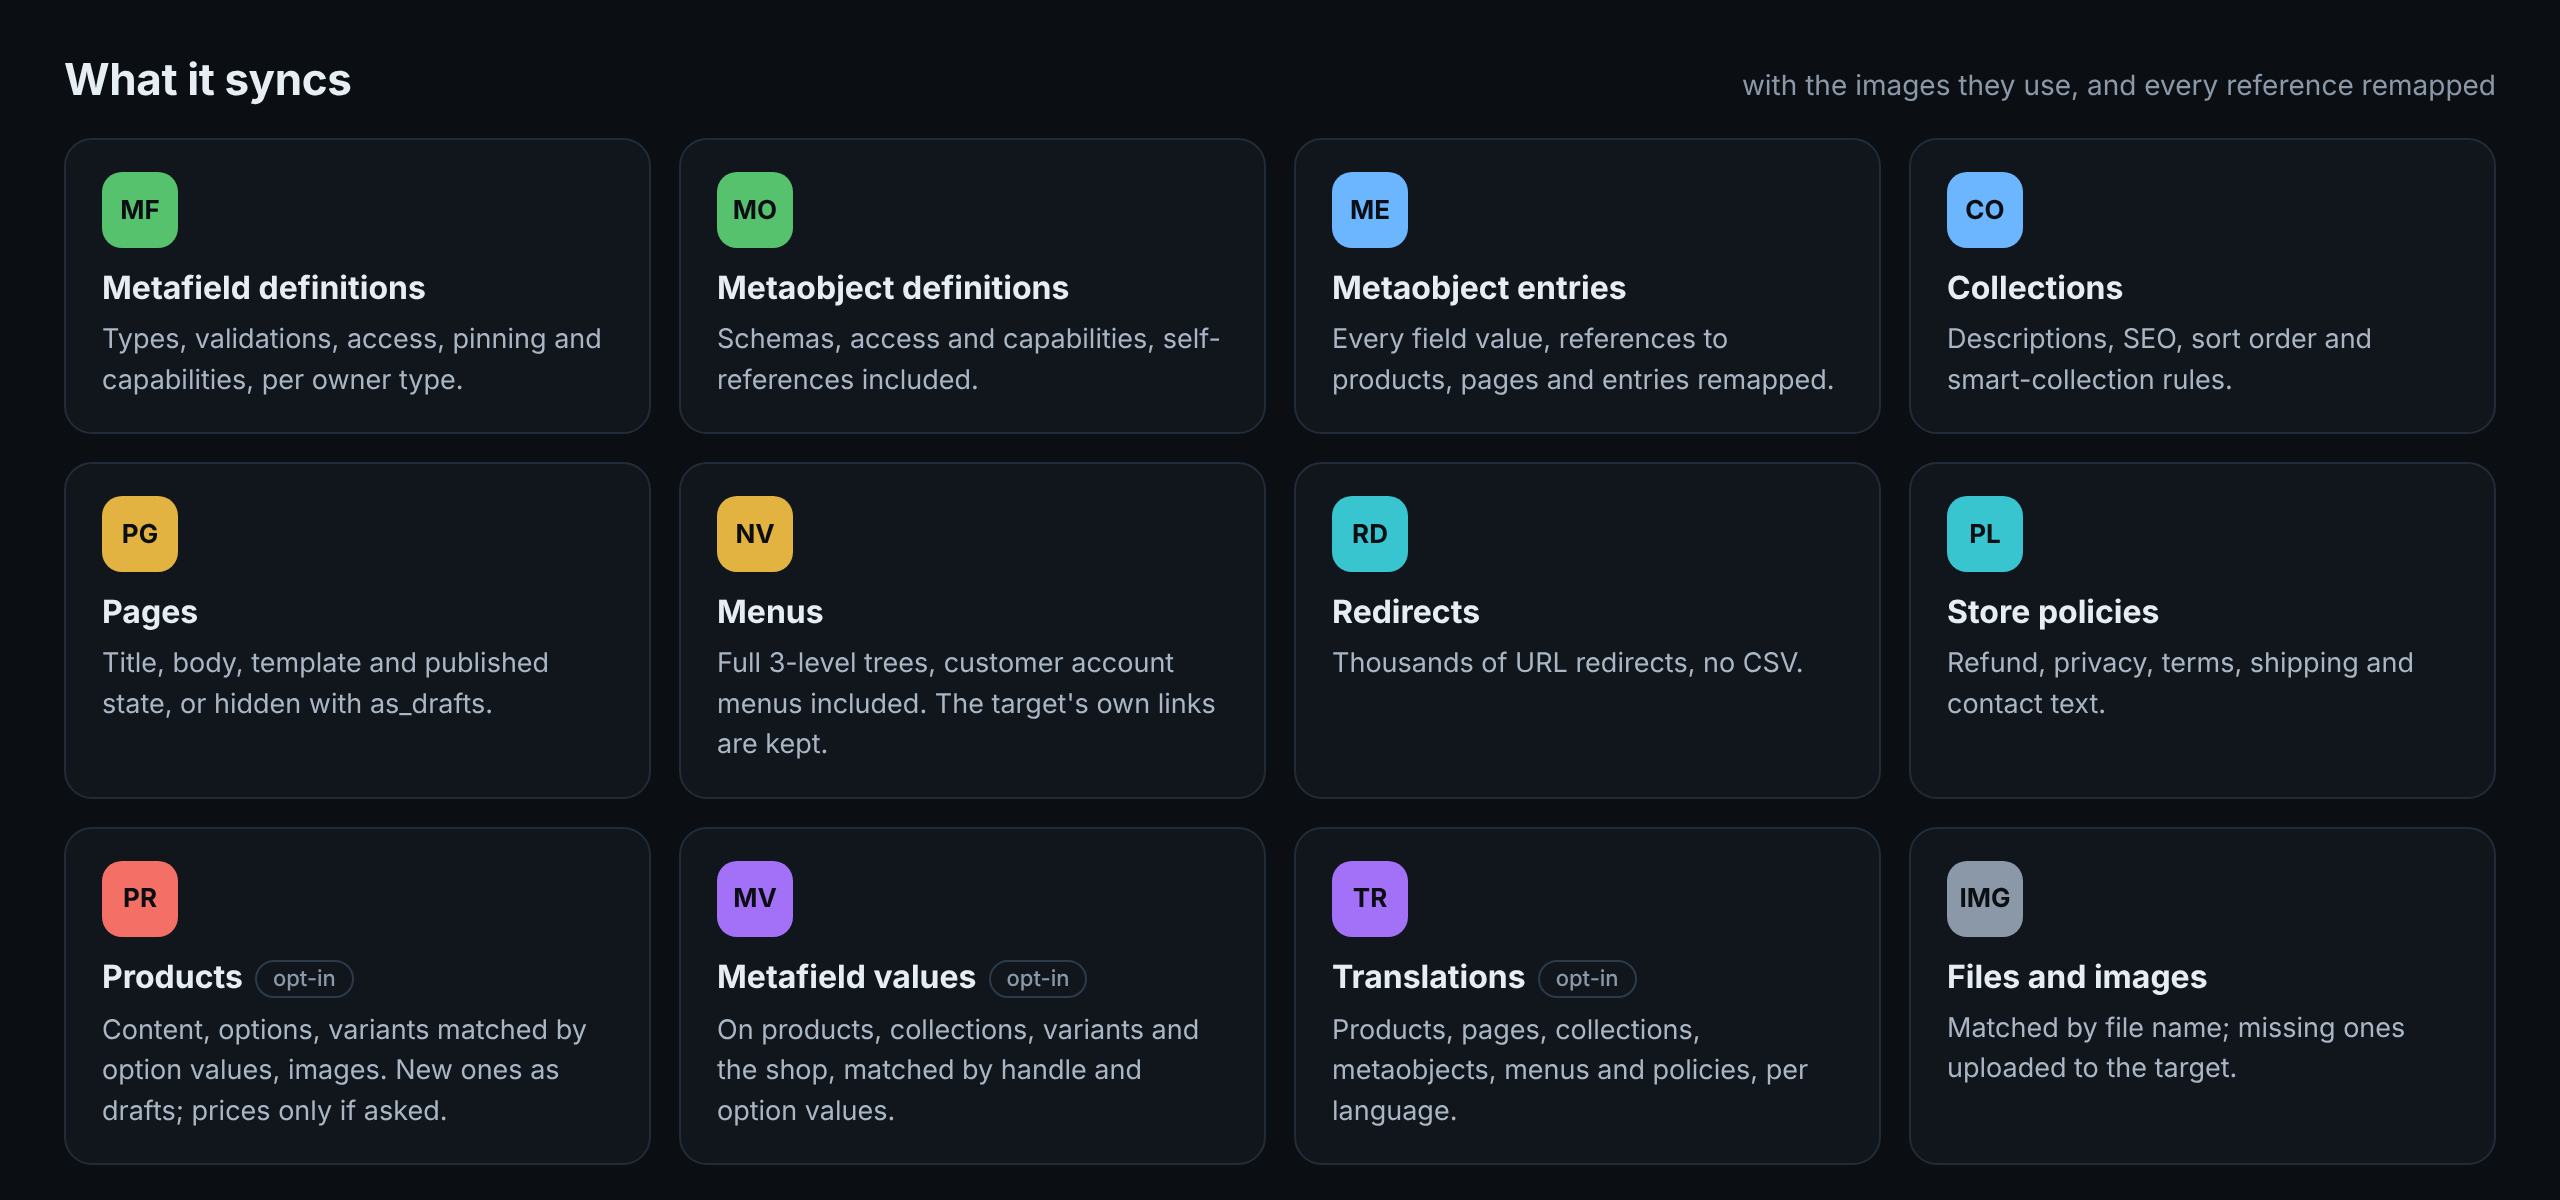 What it syncs
with the images they use, and every reference remapped
MF
Metafield definitions
Types, validations, access, pinning and
capabilities, per owner type.
MO
Metaobject definitions
Schemas, access and capabilities, self-
references included.
ME
Metaobject entries
Every field value, references to
products, pages and entries remapped.
CO
Collections
Descriptions, SEO, sort order and
smart-collection rules.
PG
Pages
Title, body, template and published
state, or hidden with as_drafts.
NV
Menus
Full 3-level trees, customer account
menus included. The target's own links
are kept.
RD
Redirects
Thousands of URL redirects, no CSV.
PL
Store policies
Refund, privacy, terms, shipping and
contact text.
PR
Products opt-in
Content, options, variants matched by
option values, images. New ones as
drafts; prices only if asked.
MV
Metafield values opt-in
On products, collections, variants and
the shop, matched by handle and
option values.
TR
Translations opt-in
Products, pages, collections,
metaobjects, menus and policies, per
language.
IMG
Files and images
Matched by file name; missing ones
uploaded to the target.